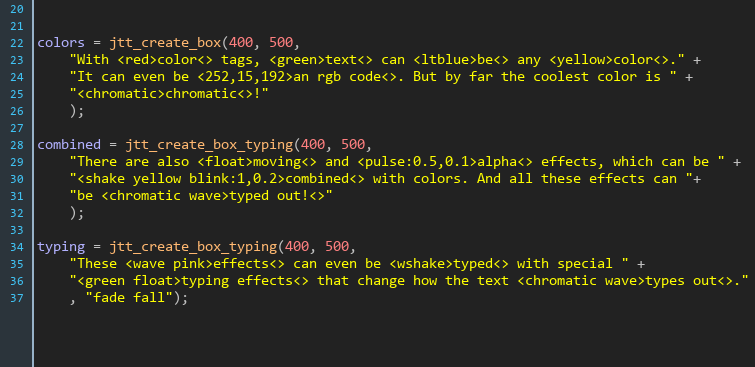 20
21
22 colors = jtt_create_box(400, 500,
23 "With <red>color<> tags, <green>text<> can <ltblue>be<> any <yellow>color<>." +
24 "It can even be <252,15,192>an rgb code<>. But by far the coolest color is " +
25 "<chromatic>chromatic<>!"
26 );
27
28 combined = jtt_create_box_typing(400, 500,
29 "There are also <float>moving<> and <pulse:0.5,0.1>alpha<> effects, which can be " +
30 "<shake yellow blink:1,0.2>combined<> with colors. And all these effects can "+
31 "be <chromatic wave>typed out!<>"
32 );
33
34 typing = jtt_create_box_typing(400, 500,
35 "These <wave pink>effects<> can even be <wshake>typed<> with special " +
36 "<green float>typing effects<> that change how the text <chromatic wave>types out<>."
37 , "fade fall");